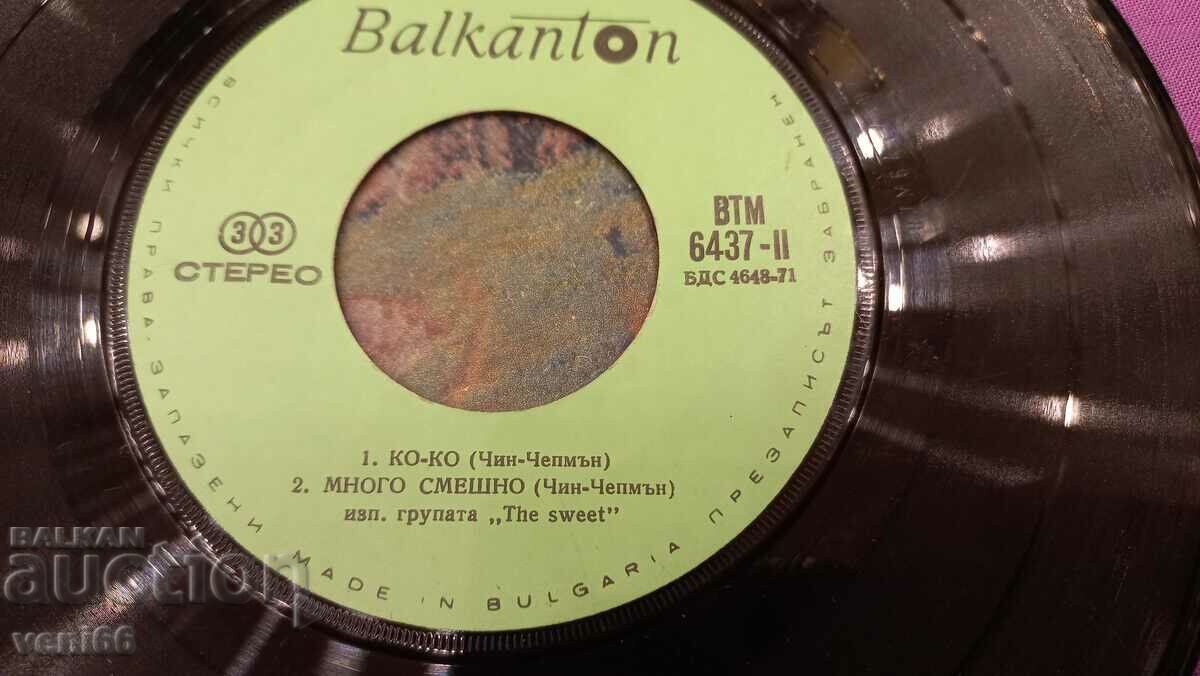 Balkanton
33
СТЕРЕО
ВТМ
6437-II
БДС 4648-71
1. КО-КО (Чин-Чепмън)
2. МНОГО СМЕШНО (Чин-Чепмън)
изп. групата „The sweet"
ВСИЧКИ ПРАВА ЗАПАЗЕНИ MADE IN BULGARIA ПРЕЗАПИСЪТ ЗАБРАНЕН
BALKAN
auction
veni66